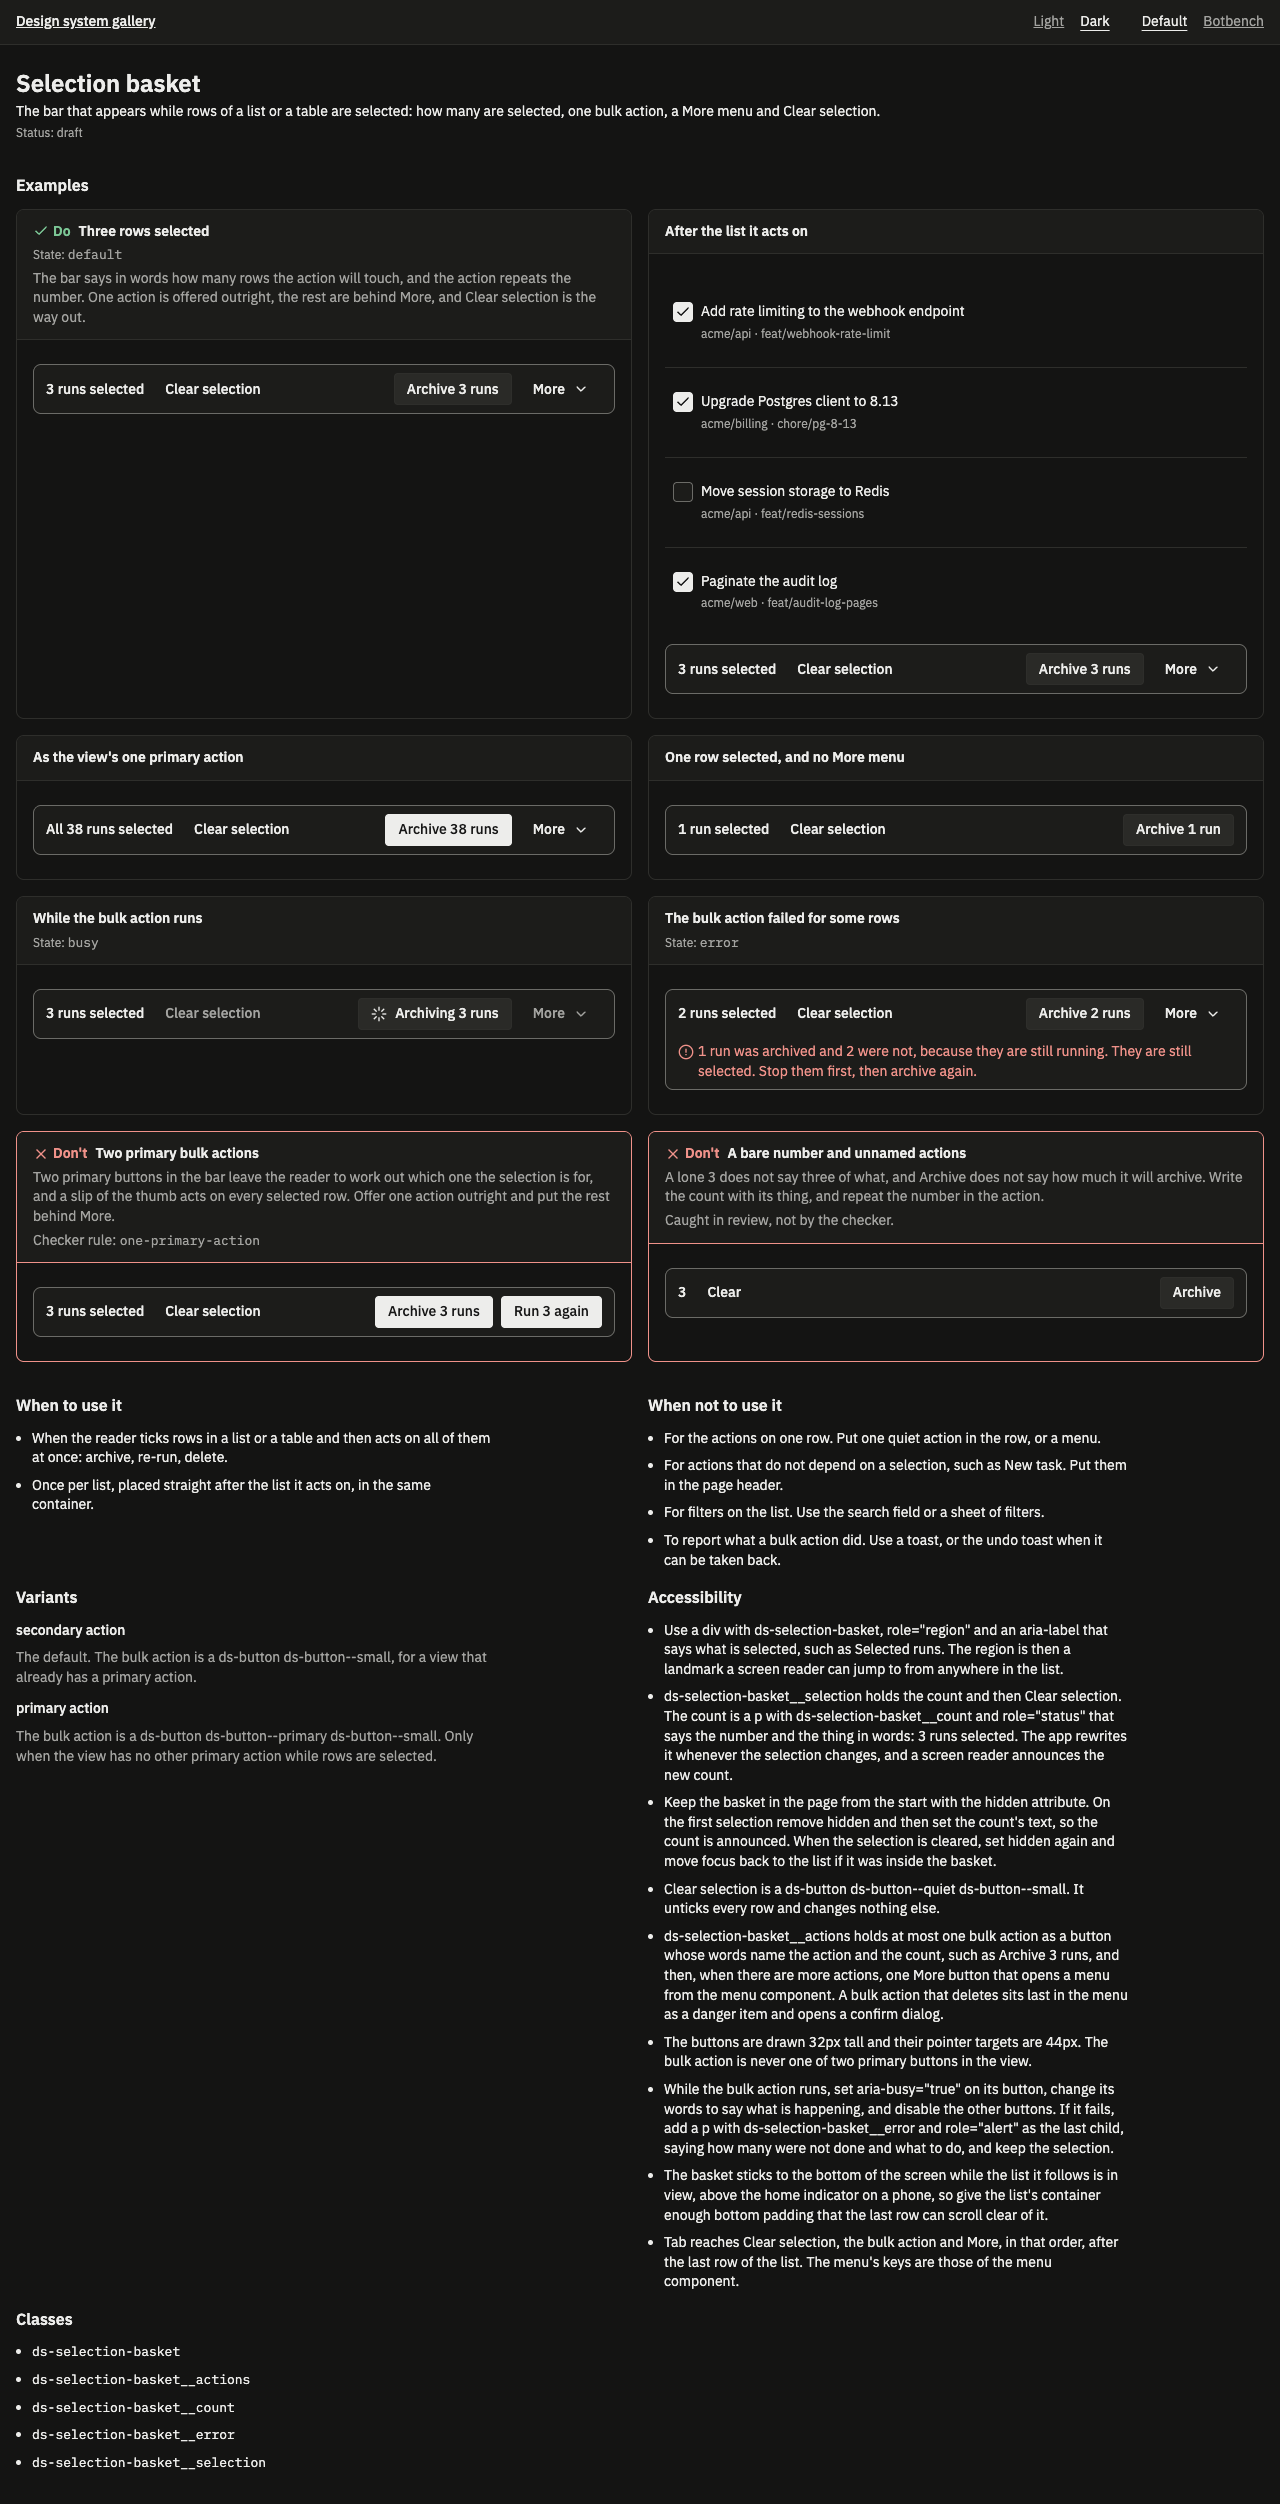 Design system gallery
Light Dark Default Botbench
Selection basket
The bar that appears while rows of a list or a table are selected: how many are selected, one bulk action, a More menu and Clear selection.
Status: draft
Examples
Do Three rows selected
State: default
The bar says in words how many rows the action will touch, and the action repeats the
number. One action is offered outright, the rest are behind More, and Clear selection is the
way out.
3 runs selected Clear selection Archive 3 runs More
After the list it acts on
Add rate limiting to the webhook endpoint
acme/api · feat/webhook-rate-limit
Upgrade Postgres client to 8.13
acme/billing · chore/pg-8-13
Move session storage to Redis
acme/api · feat/redis-sessions
Paginate the audit log
acme/web · feat/audit-log-pages
3 runs selected Clear selection Archive 3 runs More
As the view's one primary action
All 38 runs selected Clear selection Archive 38 runs More
One row selected, and no More menu
1 run selected Clear selection Archive 1 run
While the bulk action runs
State: busy
3 runs selected Clear selection Archiving 3 runs More
The bulk action failed for some rows
State: error
2 runs selected Clear selection Archive 2 runs More
1 run was archived and 2 were not, because they are still running. They are still
selected. Stop them first, then archive again.
Don't Two primary bulk actions
Two primary buttons in the bar leave the reader to work out which one the selection is for,
and a slip of the thumb acts on every selected row. Offer one action outright and put the rest
behind More.
Checker rule: one-primary-action
3 runs selected Clear selection Archive 3 runs Run 3 again
Don't A bare number and unnamed actions
A lone 3 does not say three of what, and Archive does not say how much it will archive. Write
the count with its thing, and repeat the number in the action.
Caught in review, not by the checker.
3 Clear Archive
When to use it
When the reader ticks rows in a list or a table and then acts on all of them
at once: archive, re-run, delete.
Once per list, placed straight after the list it acts on, in the same
container.
When not to use it
For the actions on one row. Put one quiet action in the row, or a menu.
For actions that do not depend on a selection, such as New task. Put them
in the page header.
For filters on the list. Use the search field or a sheet of filters.
To report what a bulk action did. Use a toast, or the undo toast when it
can be taken back.
Variants
secondary action
The default. The bulk action is a ds-button ds-button--small, for a view that
already has a primary action.
primary action
The bulk action is a ds-button ds-button--primary ds-button--small. Only
when the view has no other primary action while rows are selected.
Accessibility
Use a div with ds-selection-basket, role="region" and an aria-label that
says what is selected, such as Selected runs. The region is then a
landmark a screen reader can jump to from anywhere in the list.
ds-selection-basket__selection holds the count and then Clear selection.
The count is a p with ds-selection-basket__count and role="status" that
says the number and the thing in words: 3 runs selected. The app rewrites
it whenever the selection changes, and a screen reader announces the
new count.
Keep the basket in the page from the start with the hidden attribute. On
the first selection remove hidden and then set the count's text, so the
count is announced. When the selection is cleared, set hidden again and
move focus back to the list if it was inside the basket.
Clear selection is a ds-button ds-button--quiet ds-button--small. It
unticks every row and changes nothing else.
ds-selection-basket__actions holds at most one bulk action as a button
whose words name the action and the count, such as Archive 3 runs, and
then, when there are more actions, one More button that opens a menu
from the menu component. A bulk action that deletes sits last in the menu
as a danger item and opens a confirm dialog.
The buttons are drawn 32px tall and their pointer targets are 44px. The
bulk action is never one of two primary buttons in the view.
While the bulk action runs, set aria-busy="true" on its button, change its
words to say what is happening, and disable the other buttons. If it fails,
add a p with ds-selection-basket__error and role="alert" as the last child,
saying how many were not done and what to do, and keep the selection.
The basket sticks to the bottom of the screen while the list it follows is in
view, above the home indicator on a phone, so give the list's container
enough bottom padding that the last row can scroll clear of it.
Tab reaches Clear selection, the bulk action and More, in that order, after
the last row of the list. The menu's keys are those of the menu
component.
Classes
ds-selection-basket
ds-selection-basket__actions
ds-selection-basket__count
ds-selection-basket__error
ds-selection-basket__selection